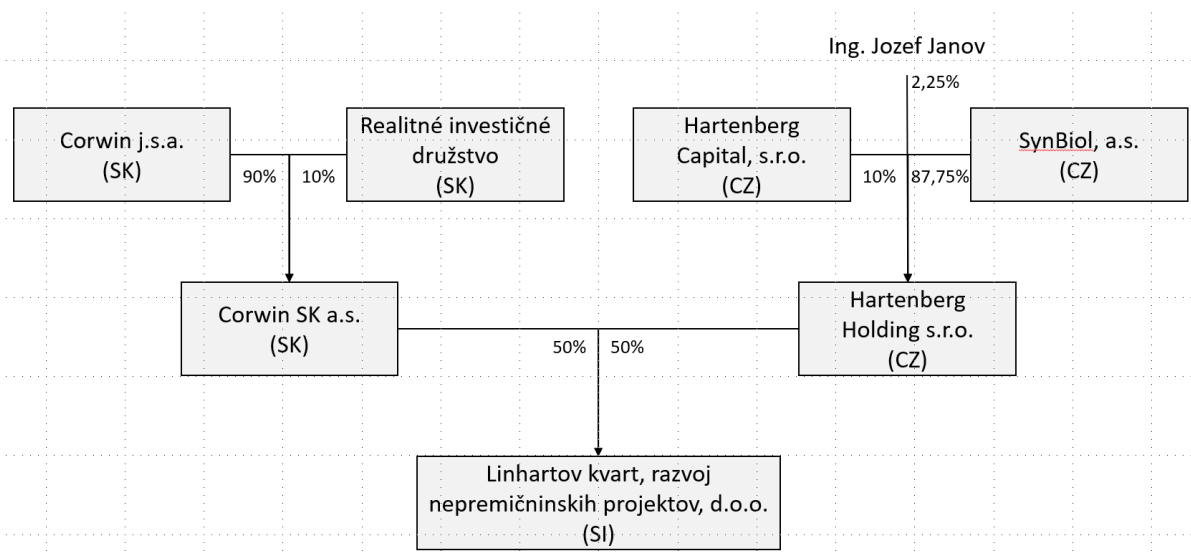 Ing. Jozef Janov
2,25%
Corwin j.s.a.
(SK)
Realitné investičné
družstvo
(SK)
Hartenberg
Capital, s.r.o.
(CZ)
SynBiol, a.s.
(CZ)
90%
10%
10%
87,75%
Corwin SK a.s.
(SK)
Hartenberg
Holding s.r.o.
(CZ)
50%
50%
Linhartov kvart, razvoj
nepremičninskih projektov, d.o.o.
(SI)